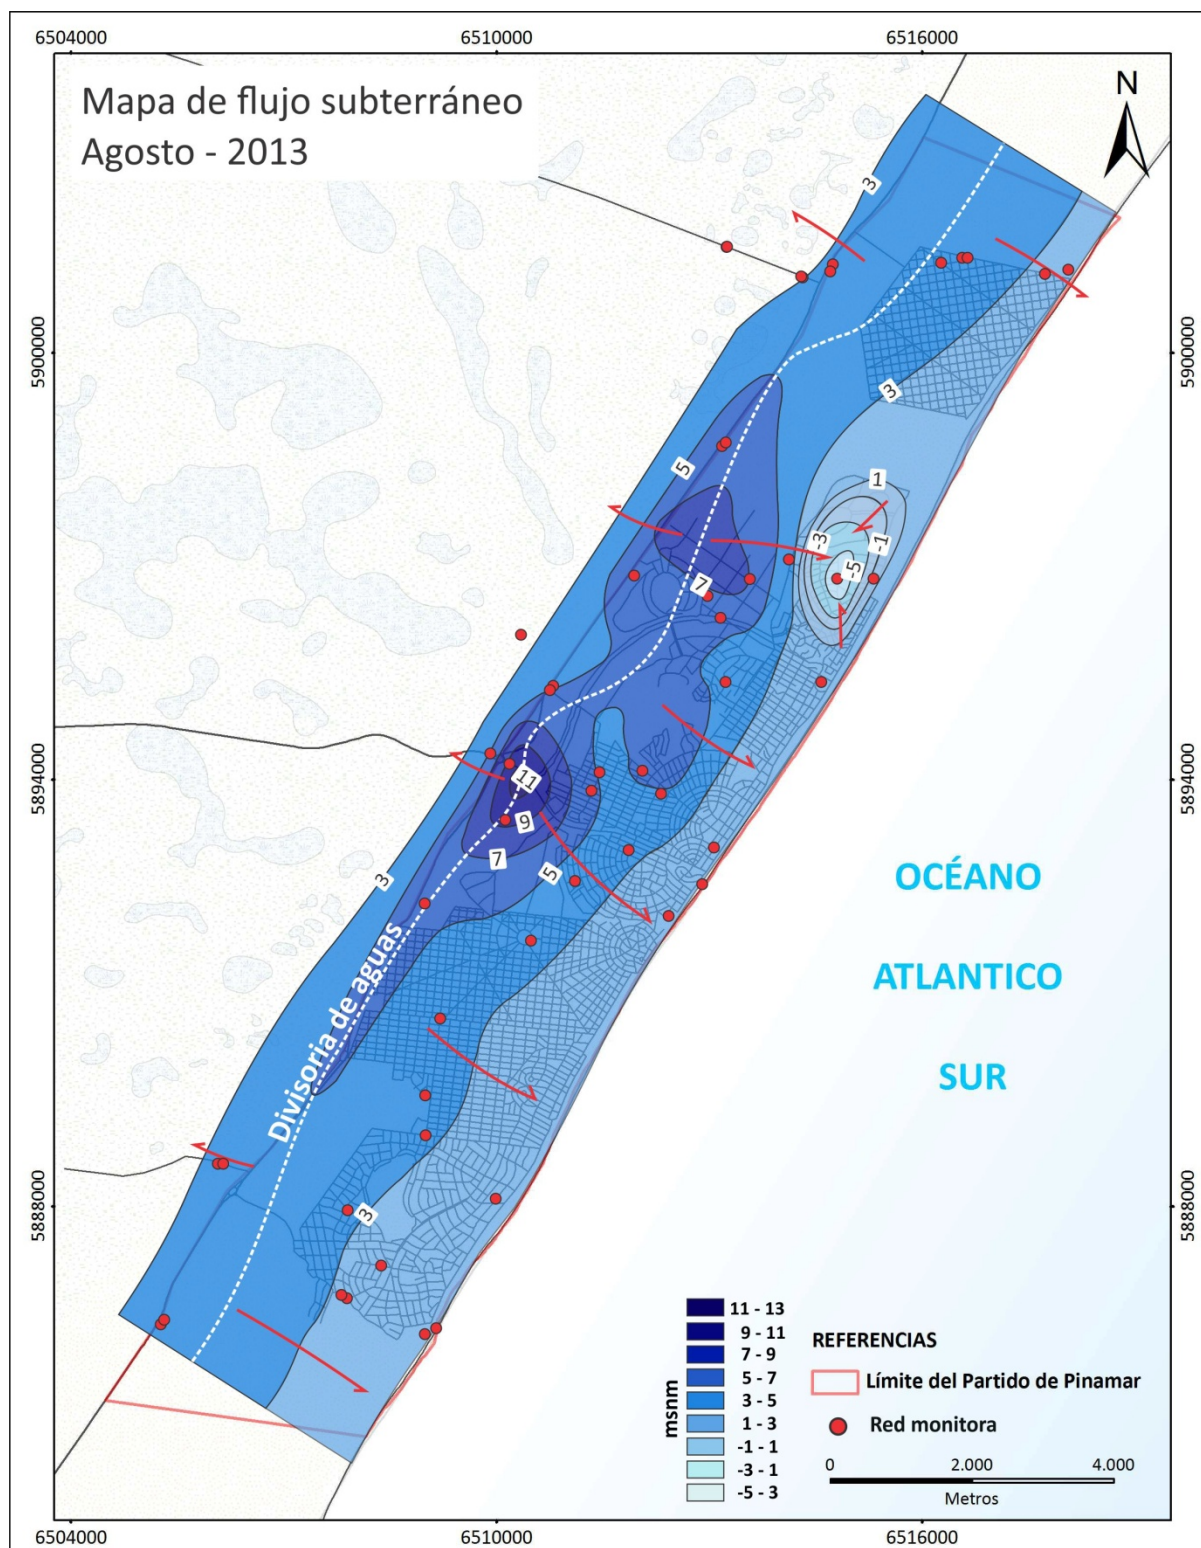 6504000
6510000
6516000
Mapa de flujo subterráneo
Agosto - 2013
N
3
5900000
5900000
3
5
1
-3
-1
-5
7
5894000
5894000
11
9
7
5
3
OCÉANO
ATLANTICO
SUR
Divisoria de aguas
5888000
5888000
3
msnm
11 - 13
9 - 11
7 - 9
5 - 7
3 - 5
1 - 3
-1 - 1
-3 - 1
-5 - 3
REFERENCIAS
Límite del Partido de Pinamar
Red monitora
0
2.000
4.000
Metros
6504000
6510000
6516000